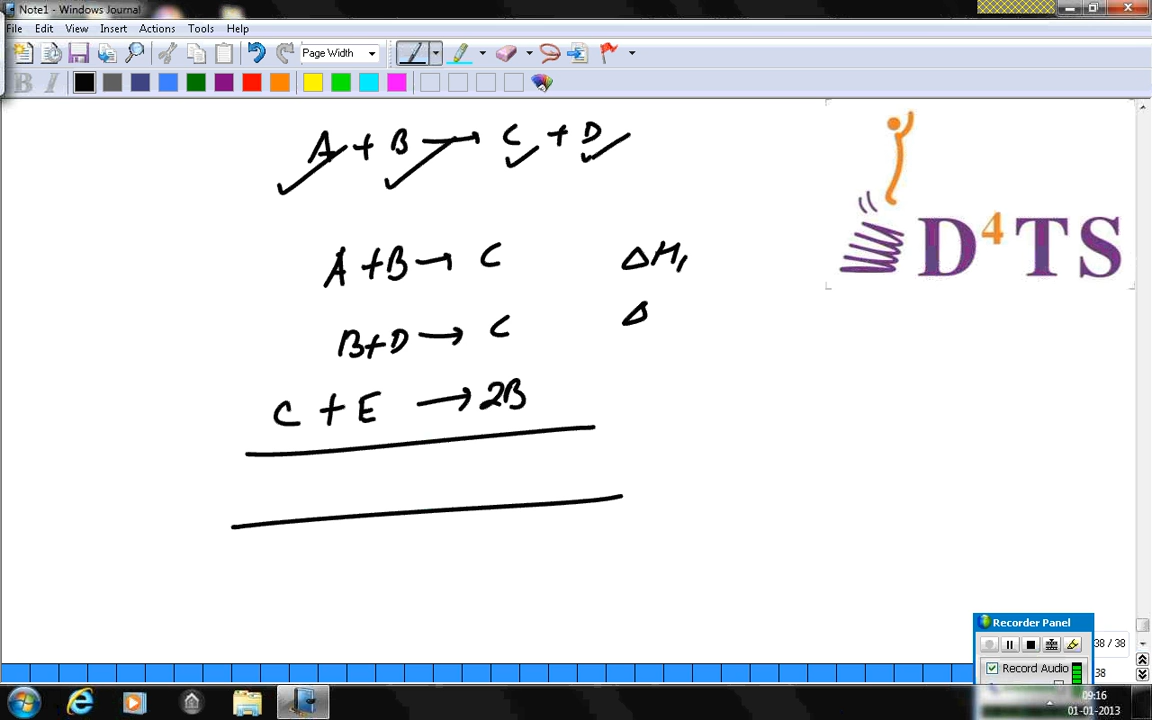 Note1 - Windows Journal
File Edit View Insert Actions Tools Help
Page Width
B I
A + B → C + D
A + B → C ΔH₁
B + D → C Δ
C + E → 2B
D⁴TS
Recorder Panel
Record Audio
38 / 38
38
09:16
01-01-2013